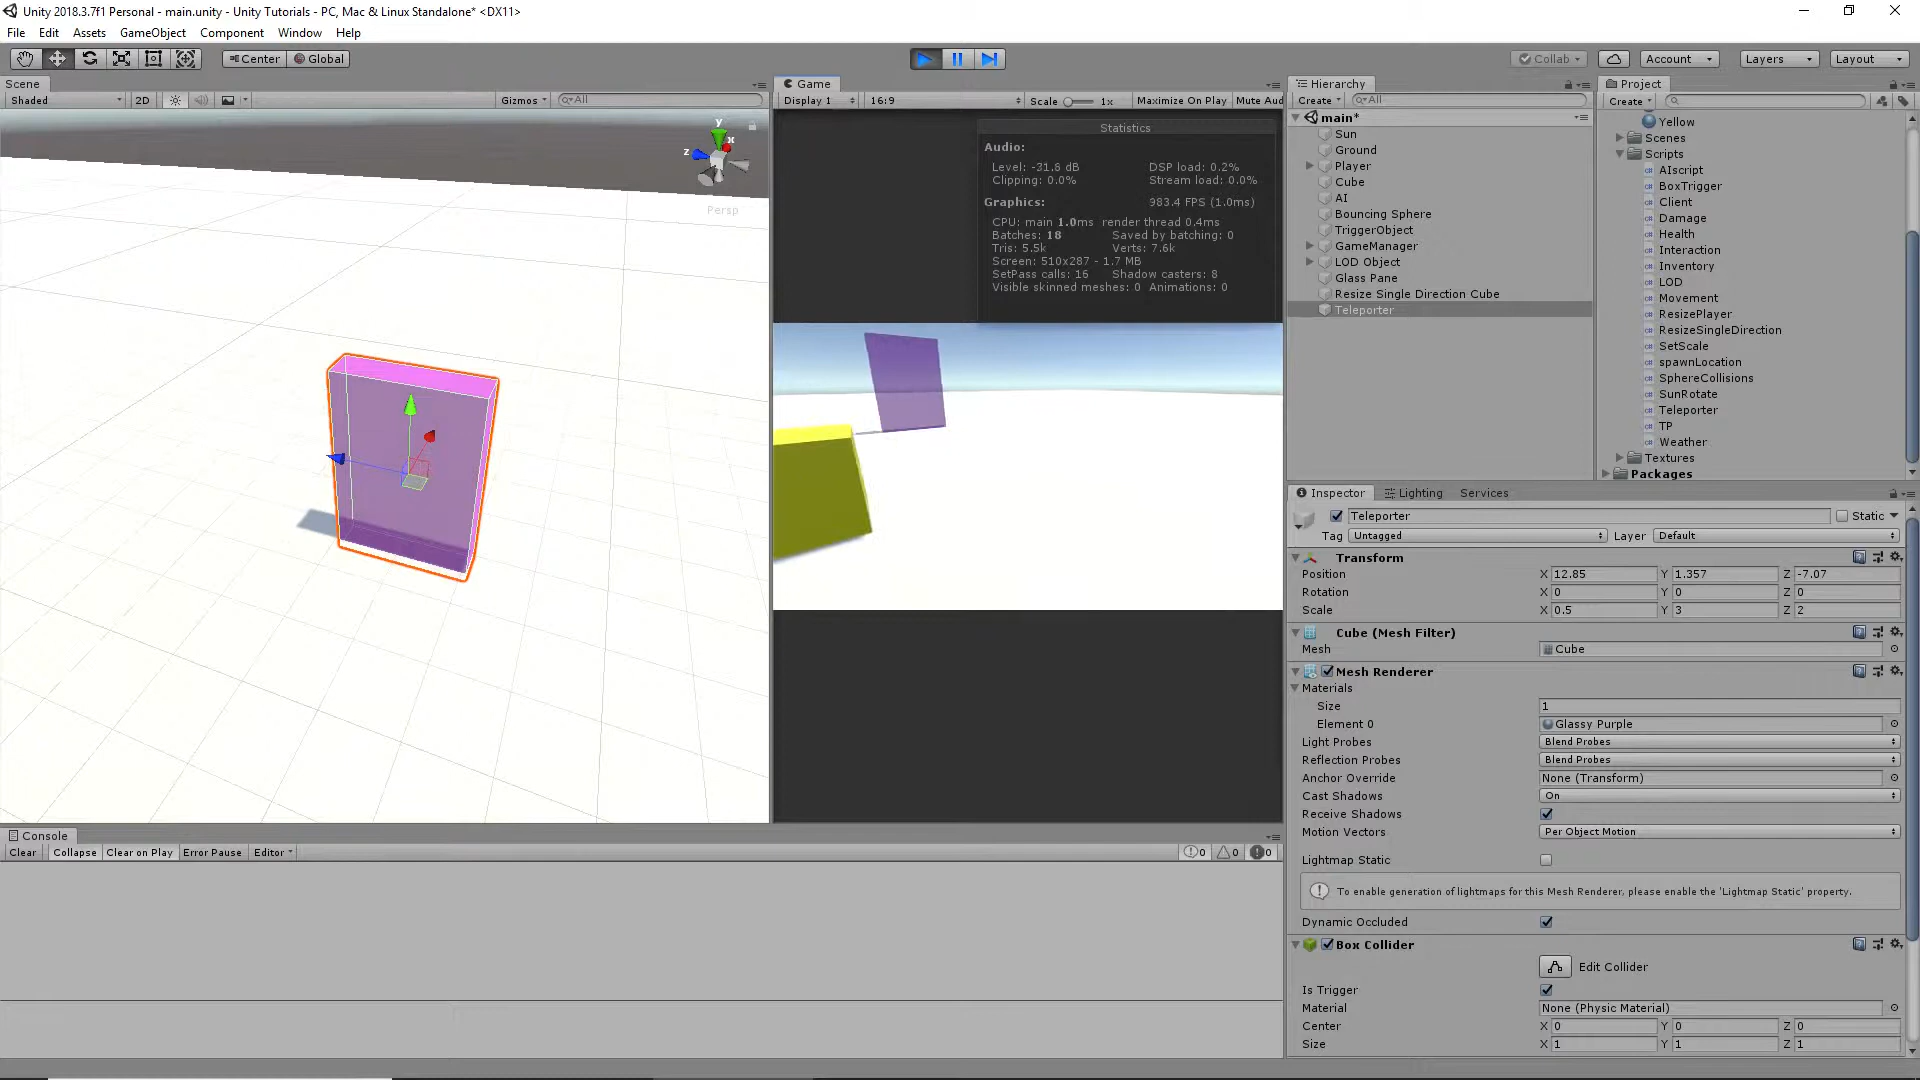 Unity 2018.3.7f1 Personal - main.unity - Unity Tutorials - PC, Mac & Linux Standalone* <DX11>
File Edit Assets GameObject Component Window Help
Center Global Collab Account Layers Layout
Scene
Shaded 2D Gizmos All
y
x
z
Persp
Game
Display 1 16:9 Scale 1x Maximize On Play Mute Aud
Statistics
Audio:
Level: -31.6 dB DSP load: 0.2%
Clipping: 0.0% Stream load: 0.0%
Graphics: 983.4 FPS (1.0ms)
CPU: main 1.0ms render thread 0.4ms
Batches: 18 Saved by batching: 0
Tris: 5.5k Verts: 7.6k
Screen: 510x287 - 1.7 MB
SetPass calls: 16 Shadow casters: 8
Visible skinned meshes: 0 Animations: 0
Hierarchy
Create All
main*
Sun
Ground
Player
Cube
AI
Bouncing Sphere
TriggerObject
GameManager
LOD Object
Glass Pane
Resize Single Direction Cube
Teleporter
Project
Create
Yellow
Scenes
Scripts
AIscript
BoxTrigger
Client
Damage
Health
Interaction
Inventory
LOD
Movement
ResizePlayer
ResizeSingleDirection
SetScale
spawnLocation
SphereCollisions
SunRotate
Teleporter
TP
Weather
Textures
Packages
Inspector Lighting Services
Teleporter Static
Tag Untagged Layer Default
Transform
Position X 12.85 Y 1.357 Z -7.07
Rotation X 0 Y 0 Z 0
Scale X 0.5 Y 3 Z 2
Cube (Mesh Filter)
Mesh Cube
Mesh Renderer
Materials
Size 1
Element 0 Glassy Purple
Light Probes Blend Probes
Reflection Probes Blend Probes
Anchor Override None (Transform)
Cast Shadows On
Receive Shadows
Motion Vectors Per Object Motion
Lightmap Static
To enable generation of lightmaps for this Mesh Renderer, please enable the 'Lightmap Static' property.
Dynamic Occluded
Box Collider
Edit Collider
Is Trigger
Material None (Physic Material)
Center X 0 Y 0 Z 0
Size X 1 Y 1 Z 1
Console
Clear Collapse Clear on Play Error Pause Editor 0 0 0